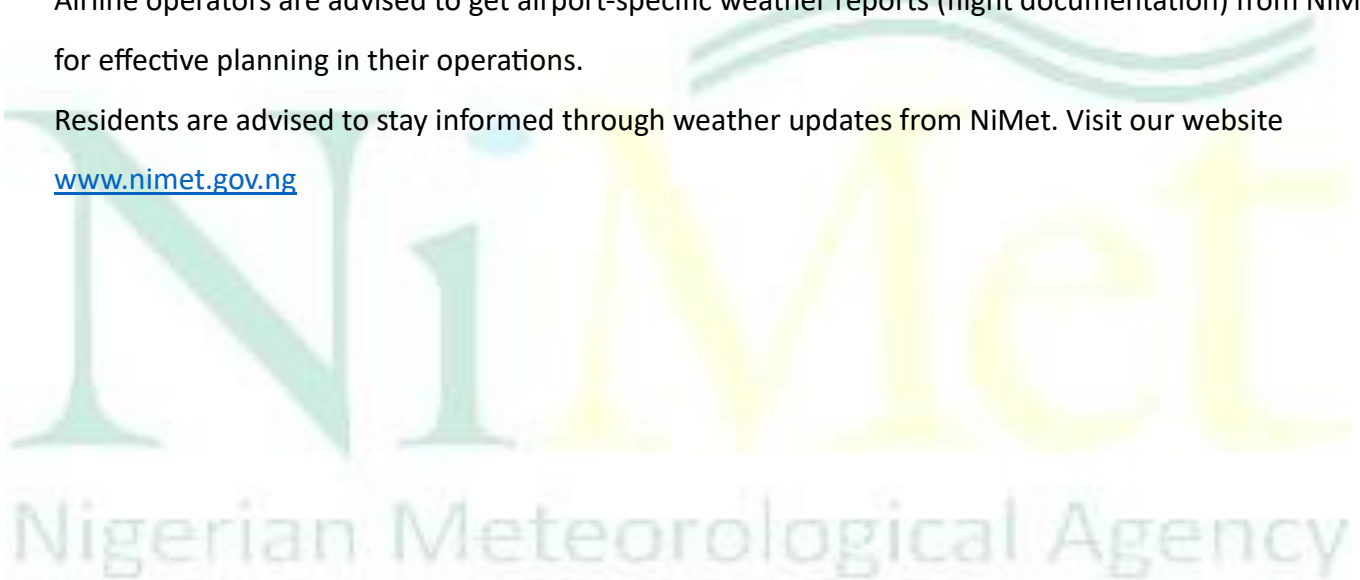 Airline operators are advised to get airport-specific weather reports (flight documentation) from NiM
for effective planning in their operations.
Residents are advised to stay informed through weather updates from NiMet. Visit our website
www.nimet.gov.ng
NiMet
Nigerian Meteorological Agency